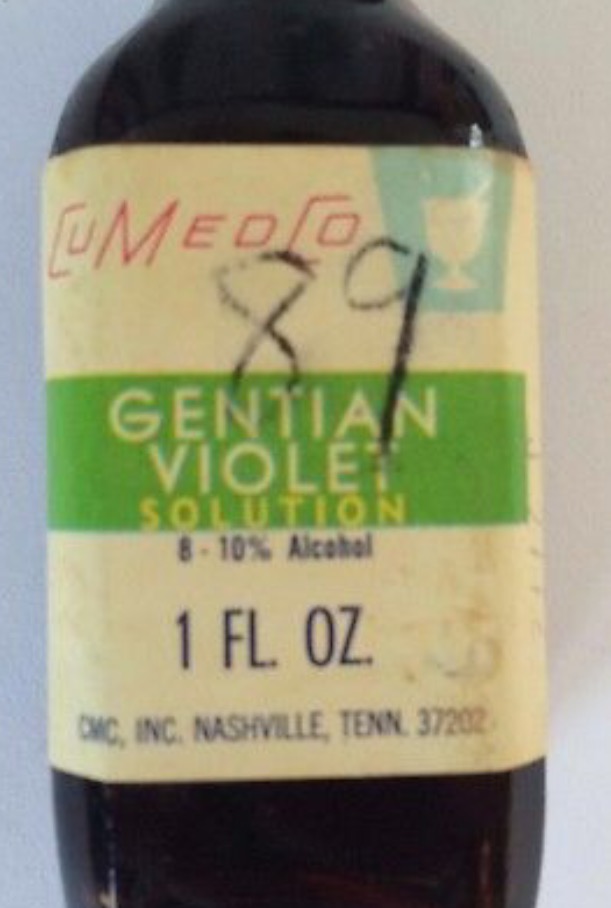 CUMEDCO
89
GENTIAN
VIOLET
SOLUTION
8 - 10% Alcohol
1 FL. OZ.
CMC, INC. NASHVILLE, TENN. 37202